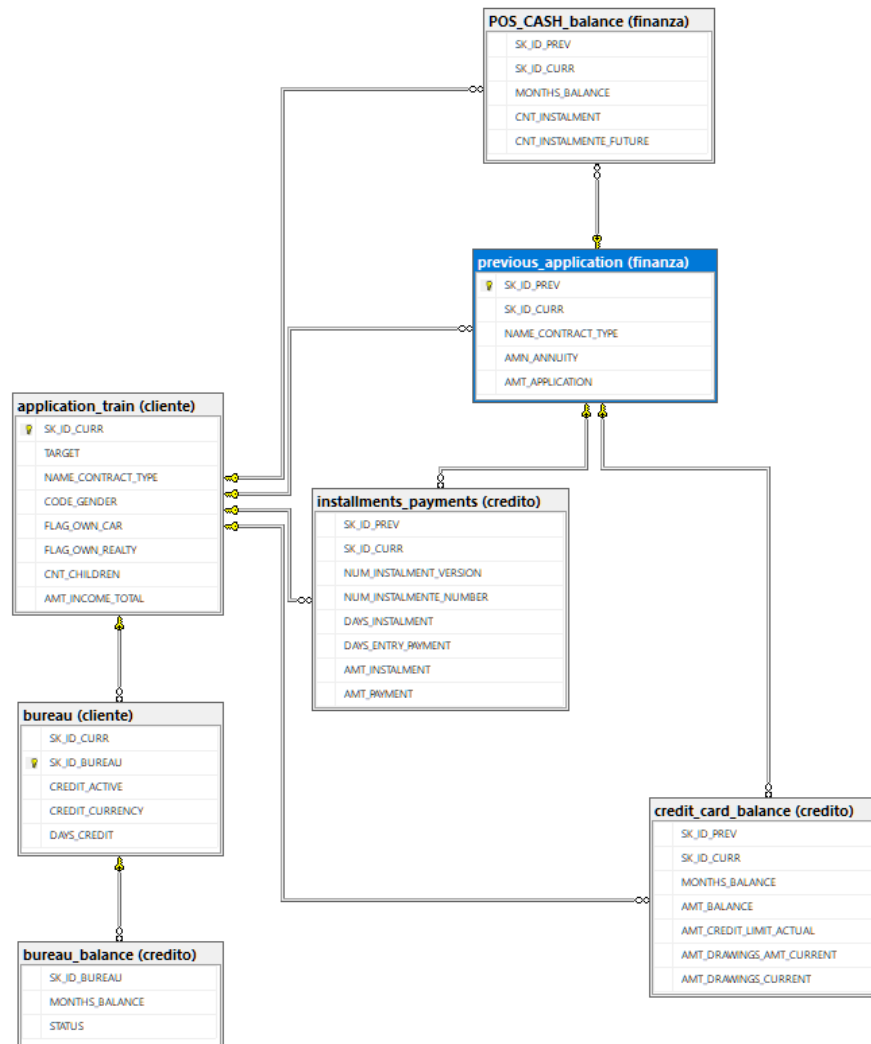 POS_CASH_balance (finanza)
SK_ID_PREV
SK_ID_CURR
MONTHS_BALANCE
CNT_INSTALMENT
CNT_INSTALMENTE_FUTURE
previous_application (finanza)
SK_ID_PREV
SK_ID_CURR
NAME_CONTRACT_TYPE
AMN_ANNUITY
AMT_APPLICATION
application_train (cliente)
SK_ID_CURR
TARGET
NAME_CONTRACT_TYPE
CODE_GENDER
FLAG_OWN_CAR
FLAG_OWN_REALTY
CNT_CHILDREN
AMT_INCOME_TOTAL
installments_payments (credito)
SK_ID_PREV
SK_ID_CURR
NUM_INSTALMENT_VERSION
NUM_INSTALMENTE_NUMBER
DAYS_INSTALMENT
DAYS_ENTRY_PAYMENT
AMT_INSTALMENT
AMT_PAYMENT
bureau (cliente)
SK_ID_CURR
SK_ID_BUREAU
CREDIT_ACTIVE
CREDIT_CURRENCY
DAYS_CREDIT
credit_card_balance (credito)
SK_ID_PREV
SK_ID_CURR
MONTHS_BALANCE
AMT_BALANCE
AMT_CREDIT_LIMIT_ACTUAL
AMT_DRAWINGS_AMT_CURRENT
AMT_DRAWINGS_CURRENT
bureau_balance (credito)
SK_ID_BUREAU
MONTHS_BALANCE
STATUS